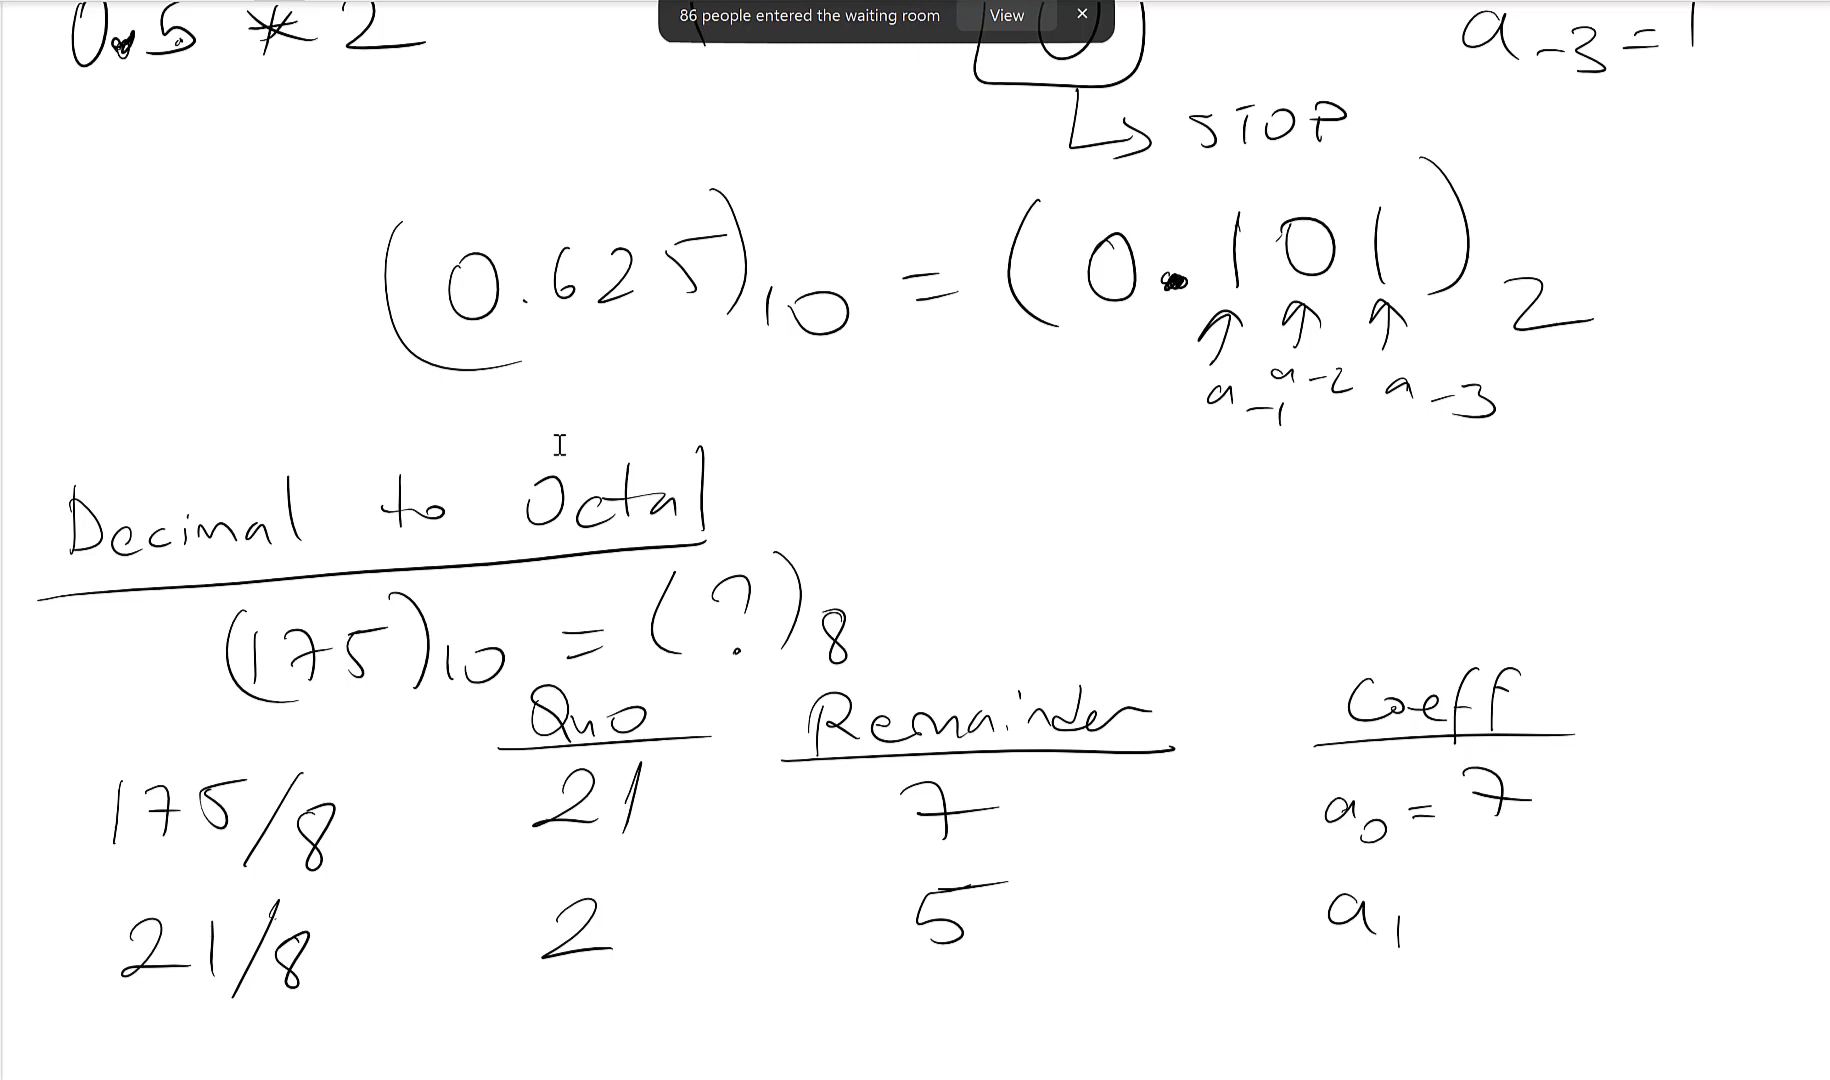 86 people entered the waiting room View ×
0.5 * 2 0 a-3 = 1
↳ STOP
(0.625)10 = (0.101)2
a-1 a-2 a-3
Decimal to Octal
(175)10 = (?)8
Quo Remainder Coeff
175/8 21 7 a0 = 7
21/8 2 5 a1